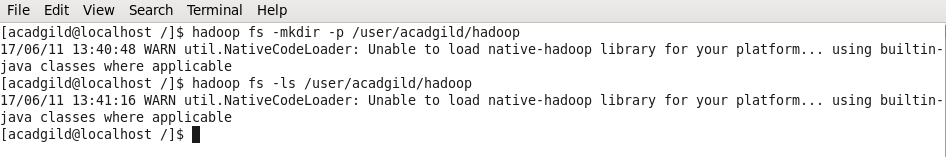 File Edit View Search Terminal Help
[acadgild@localhost /]$ hadoop fs -mkdir -p /user/acadgild/hadoop
17/06/11 13:40:48 WARN util.NativeCodeLoader: Unable to load native-hadoop library for your platform... using builtin-
java classes where applicable
[acadgild@localhost /]$ hadoop fs -ls /user/acadgild/hadoop
17/06/11 13:41:16 WARN util.NativeCodeLoader: Unable to load native-hadoop library for your platform... using builtin-
java classes where applicable
[acadgild@localhost /]$